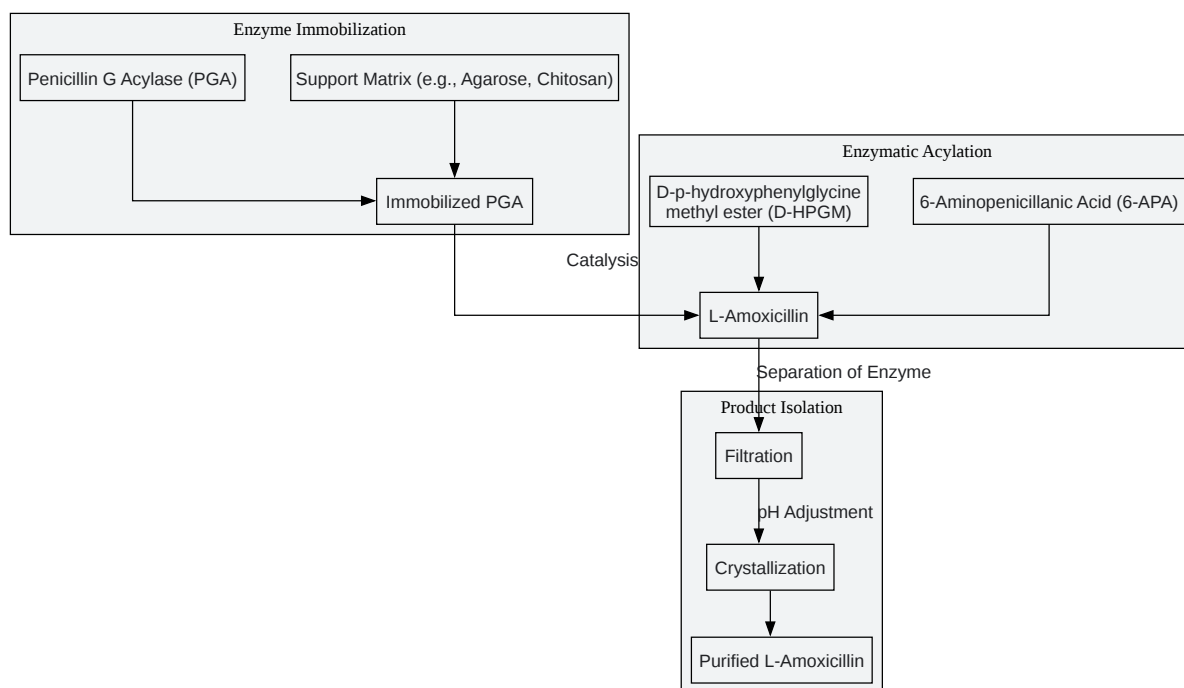 Enzyme Immobilization
Penicillin G Acylase (PGA)
Support Matrix (e.g., Agarose, Chitosan)
Immobilized PGA
Enzymatic Acylation
D-p-hydroxyphenylglycine
methyl ester (D-HPGM)
6-Aminopenicillanic Acid (6-APA)
Catalysis
L-Amoxicillin
Separation of Enzyme
Product Isolation
Filtration
pH Adjustment
Crystallization
Purified L-Amoxicillin